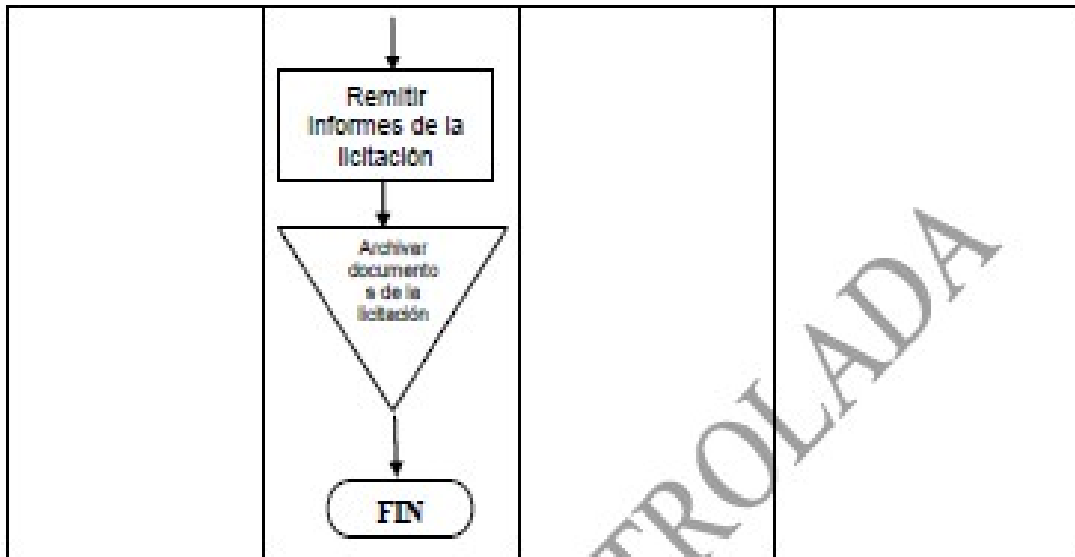 Remitir
Informes de la
licitación
Archivar
documento
s de la
licitación
FIN
TROLADA